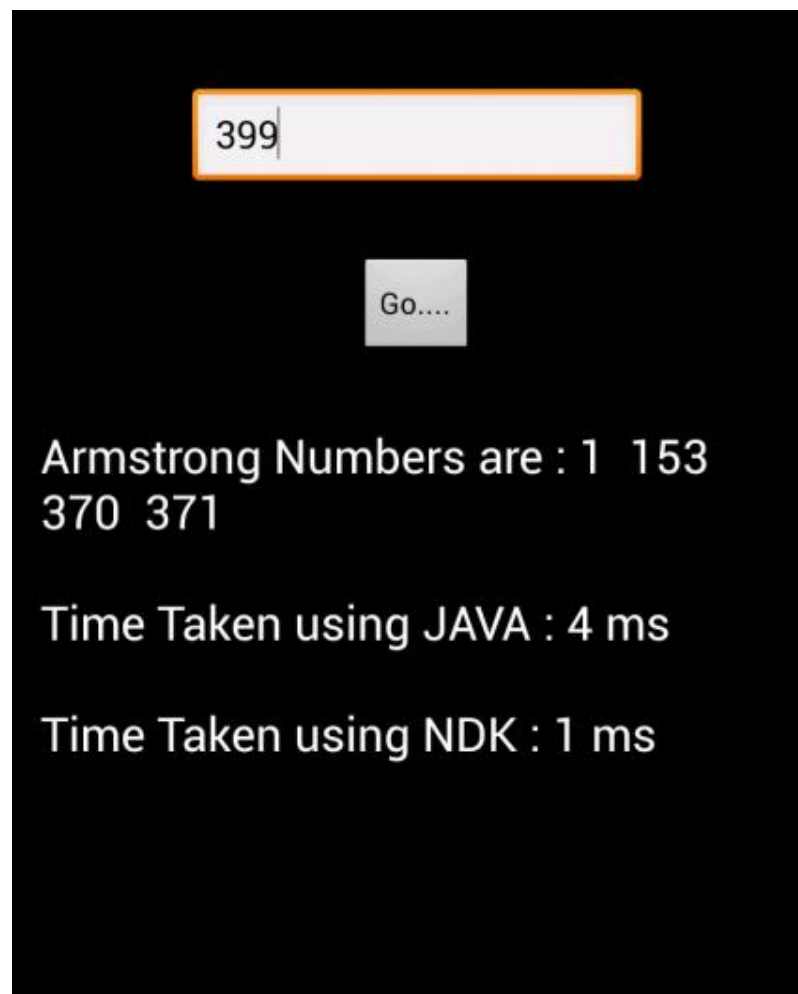 399
Go....
Armstrong Numbers are : 1  153
370  371
Time Taken using JAVA : 4 ms
Time Taken using NDK : 1 ms